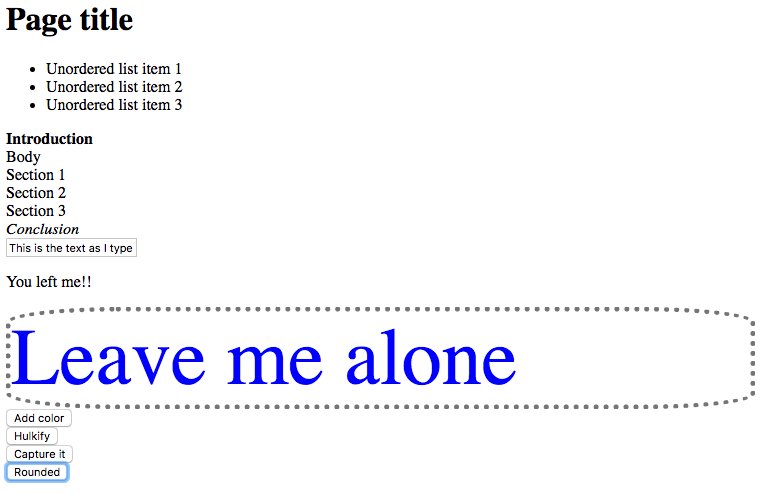 Page title
Unordered list item 1
Unordered list item 2
Unordered list item 3
Introduction
Body
Section 1
Section 2
Section 3
Conclusion
This is the text as I type
You left me!!
Leave me alone
Add color
Hulkify
Capture it
Rounded